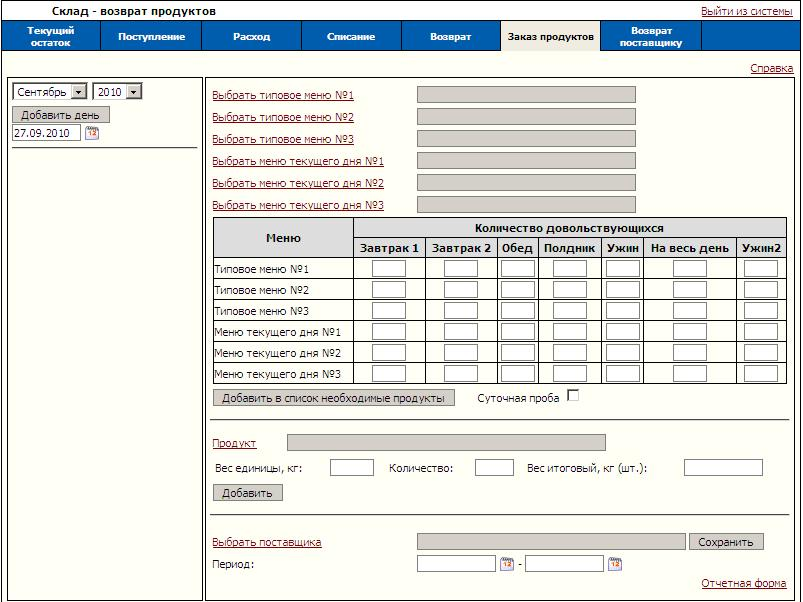 Склад - возврат продуктов
Выйти из системы
Текущий остаток
Поступление
Расход
Списание
Возврат
Заказ продуктов
Возврат поставщику
Справка
Сентябрь 2010
Добавить день
27.09.2010 12
Выбрать типовое меню №1
Выбрать типовое меню №2
Выбрать типовое меню №3
Выбрать меню текущего дня №1
Выбрать меню текущего дня №2
Выбрать меню текущего дня №3
Меню
Количество довольствующихся
Завтрак 1 Завтрак 2 Обед Полдник Ужин На весь день Ужин2
Типовое меню №1
Типовое меню №2
Типовое меню №3
Меню текущего дня №1
Меню текущего дня №2
Меню текущего дня №3
Добавить в список необходимые продукты Суточная проба
Продукт
Вес единицы, кг: Количество: Вес итоговый, кг (шт.):
Добавить
Выбрать поставщика Сохранить
Период: 12 - 12
Отчетная форма